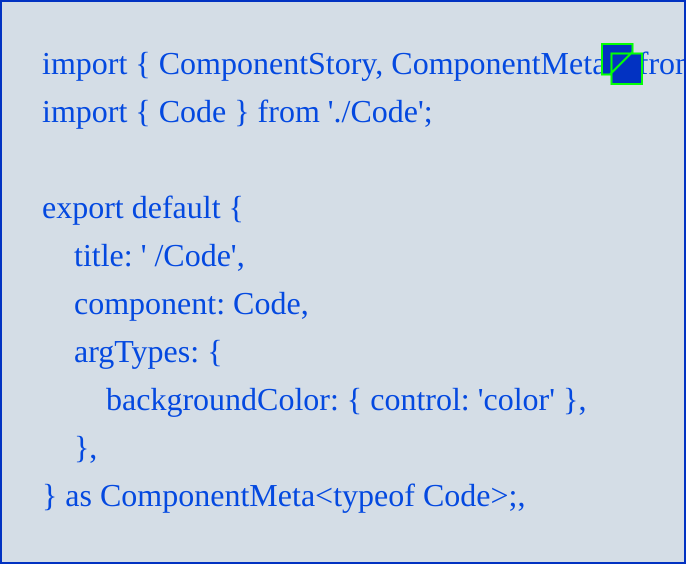 import { ComponentStory, ComponentMeta
import { Code } from './Code';
export default {
title: ' /Code',
component: Code,
argTypes: {
backgroundColor: { control: 'color' },
},
} as ComponentMeta<typeof Code>;,